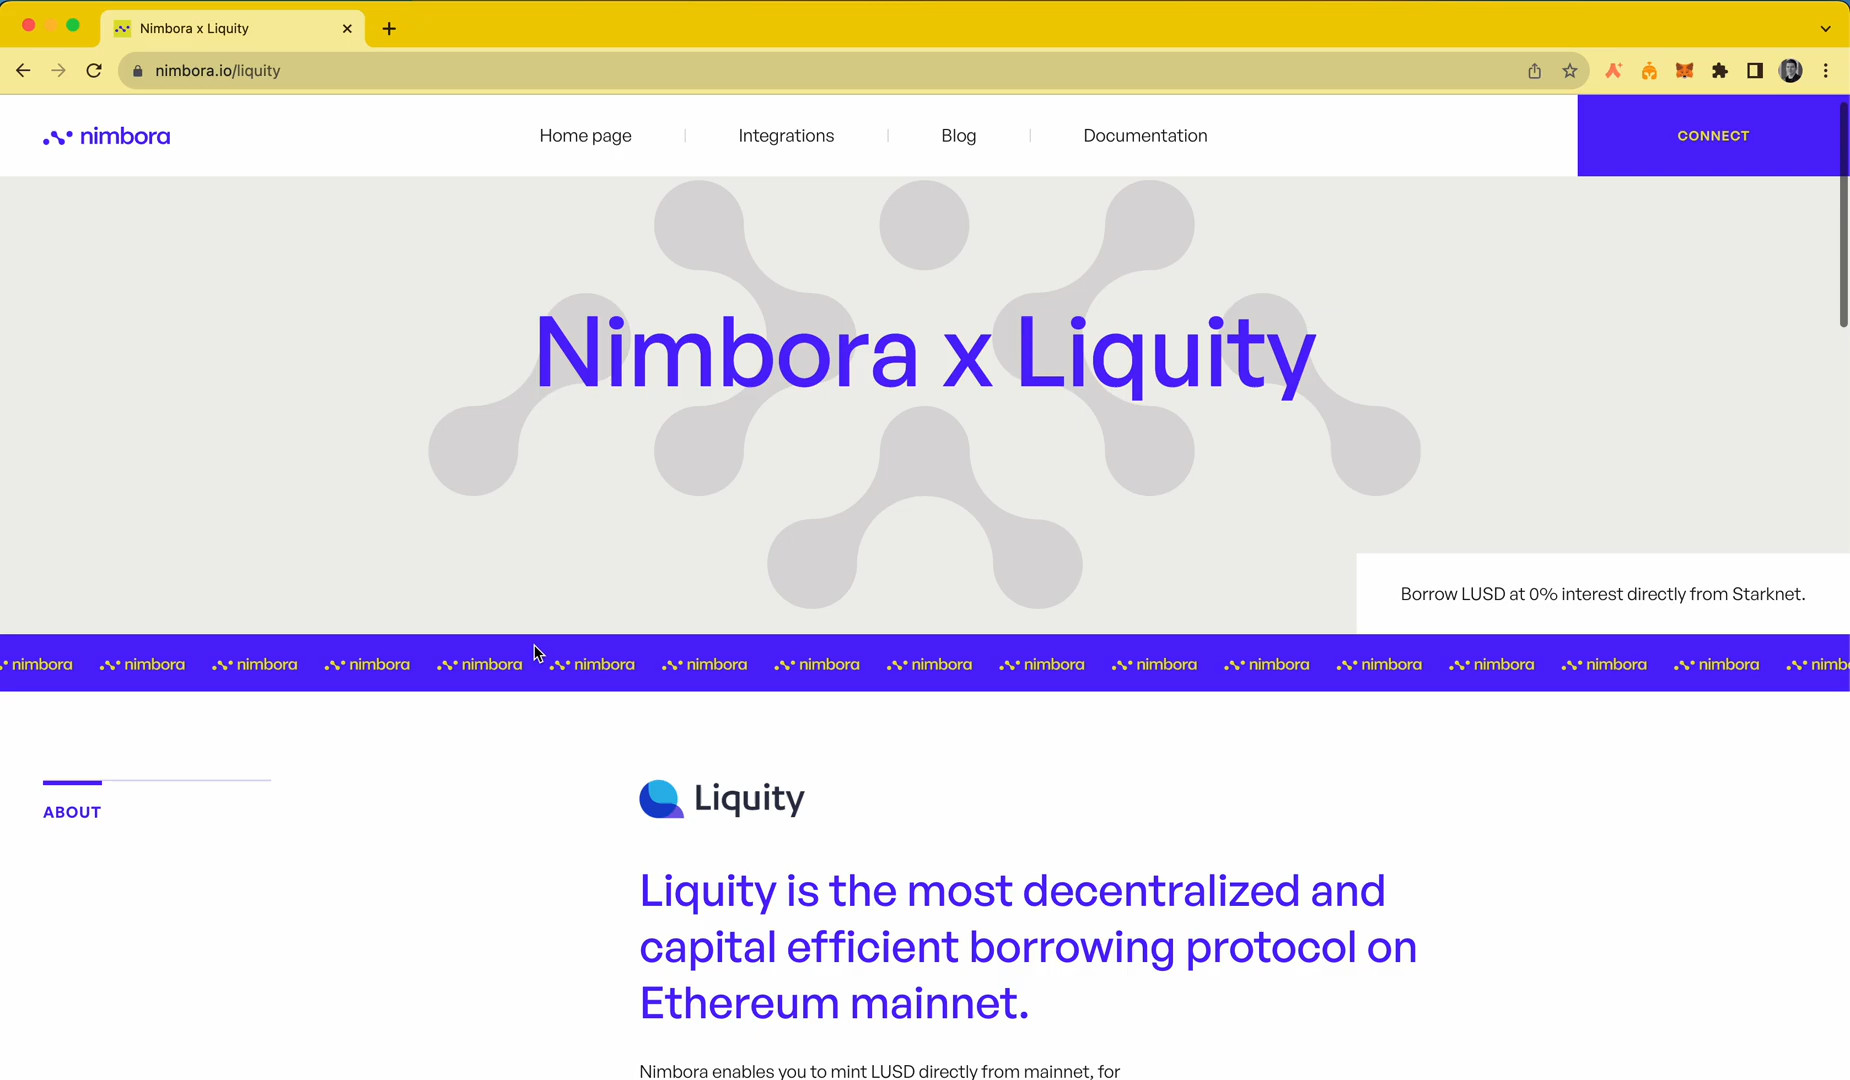 Nimbora x Liquity
nimbora.io/liquity
nimbora
Home page
Integrations
Blog
Documentation
CONNECT
Nimbora x Liquity
Borrow LUSD at 0% interest directly from Starknet.
nimbora nimbora nimbora nimbora nimbora nimbora nimbora nimbora nimbora nimbora nimbora nimbora nimbora nimbora nimbora nimbora nimb
ABOUT
Liquity
Liquity is the most decentralized and
capital efficient borrowing protocol on
Ethereum mainnet.
Nimbora enables you to mint LUSD directly from mainnet, for